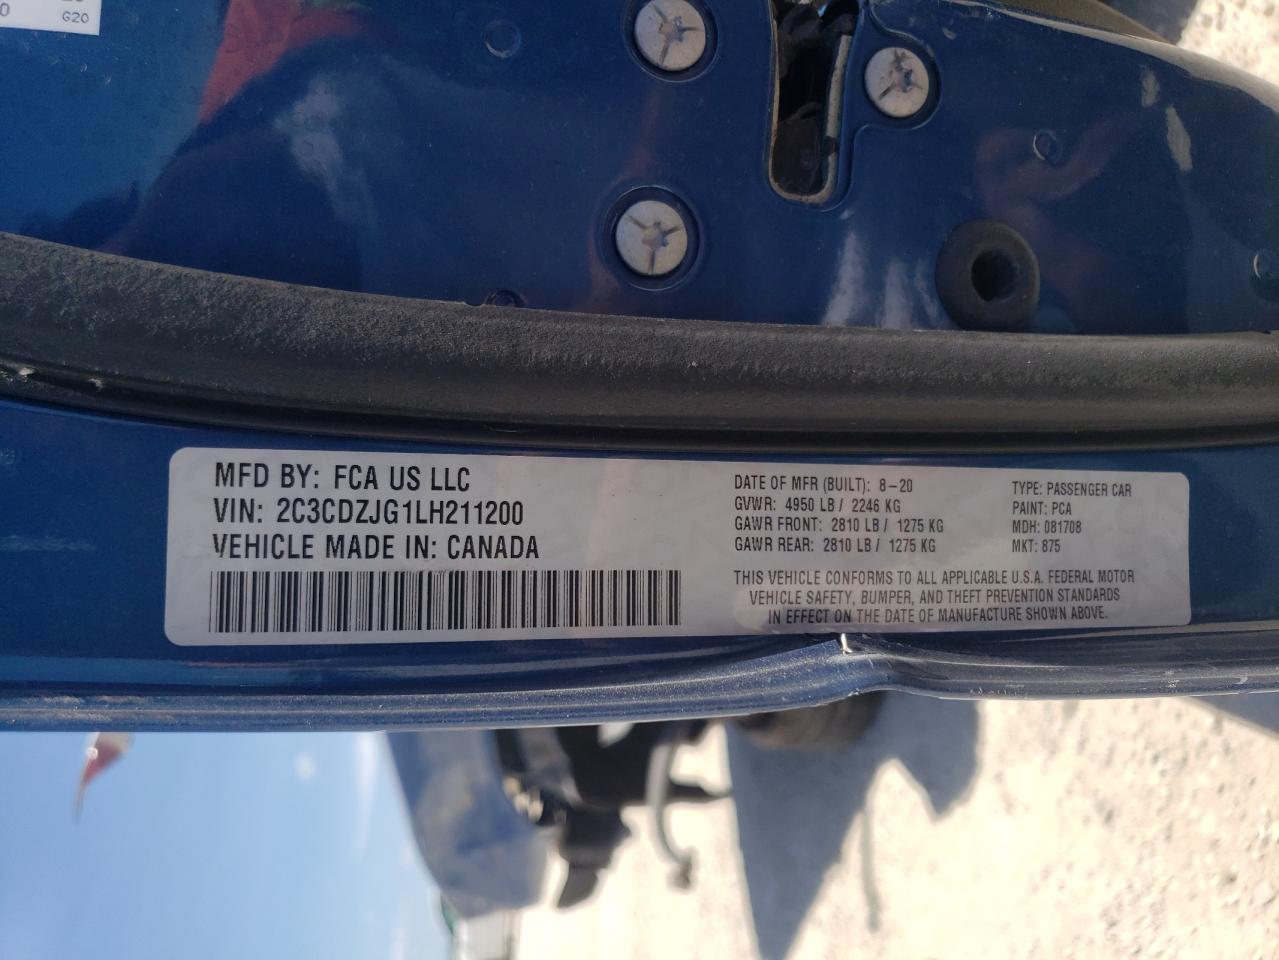 G20
MFD BY: FCA US LLC
VIN: 2C3CDZJG1LH211200
VEHICLE MADE IN: CANADA
DATE OF MFR (BUILT): 8-20
GVWR: 4950 LB / 2246 KG
GAWR FRONT: 2810 LB / 1275 KG
GAWR REAR: 2810 LB / 1275 KG
TYPE: PASSENGER CAR
PAINT: PCA
MDH: 081708
MKT: 875
THIS VEHICLE CONFORMS TO ALL APPLICABLE U.S.A. FEDERAL MOTOR
VEHICLE SAFETY, BUMPER, AND THEFT PREVENTION STANDARDS
IN EFFECT ON THE DATE OF MANUFACTURE SHOWN ABOVE.